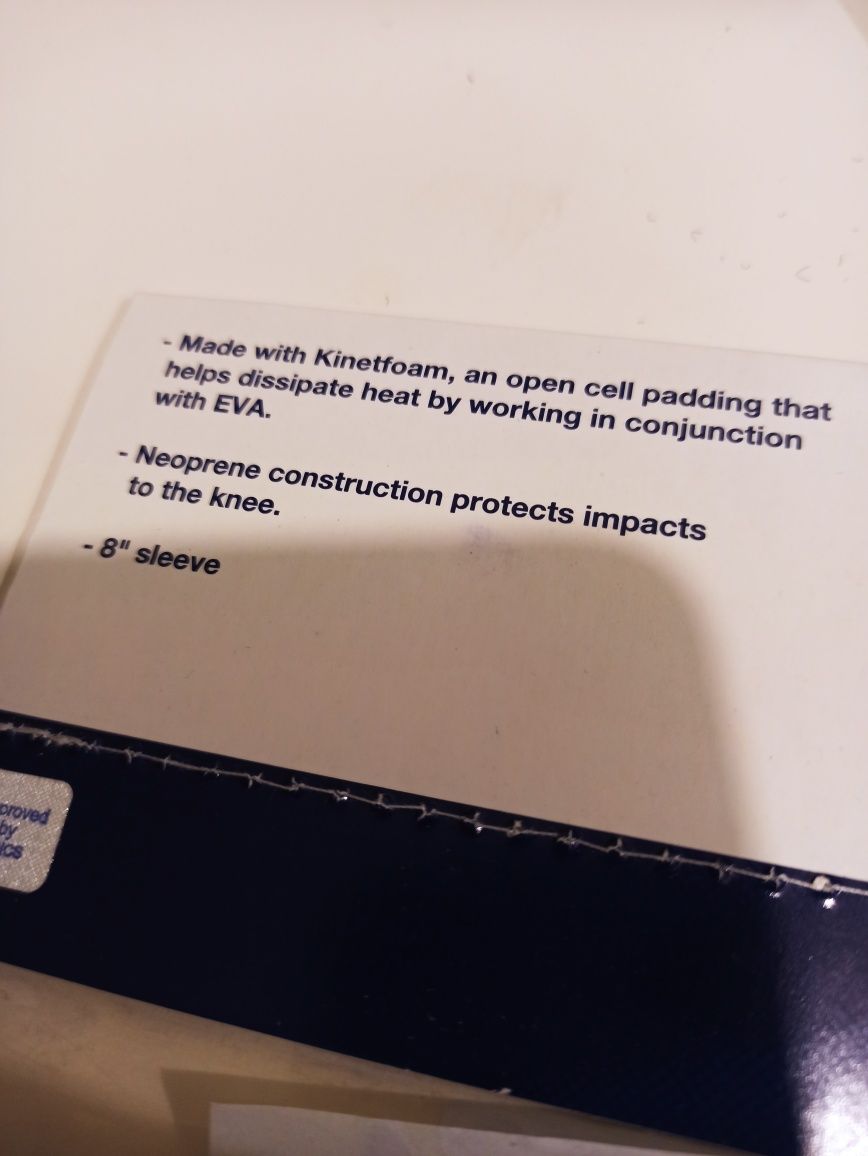 - Made with Kinetfoam, an open cell padding that
helps dissipate heat by working in conjunction
with EVA.
- Neoprene construction protects impacts
to the knee.
- 8" sleeve
by